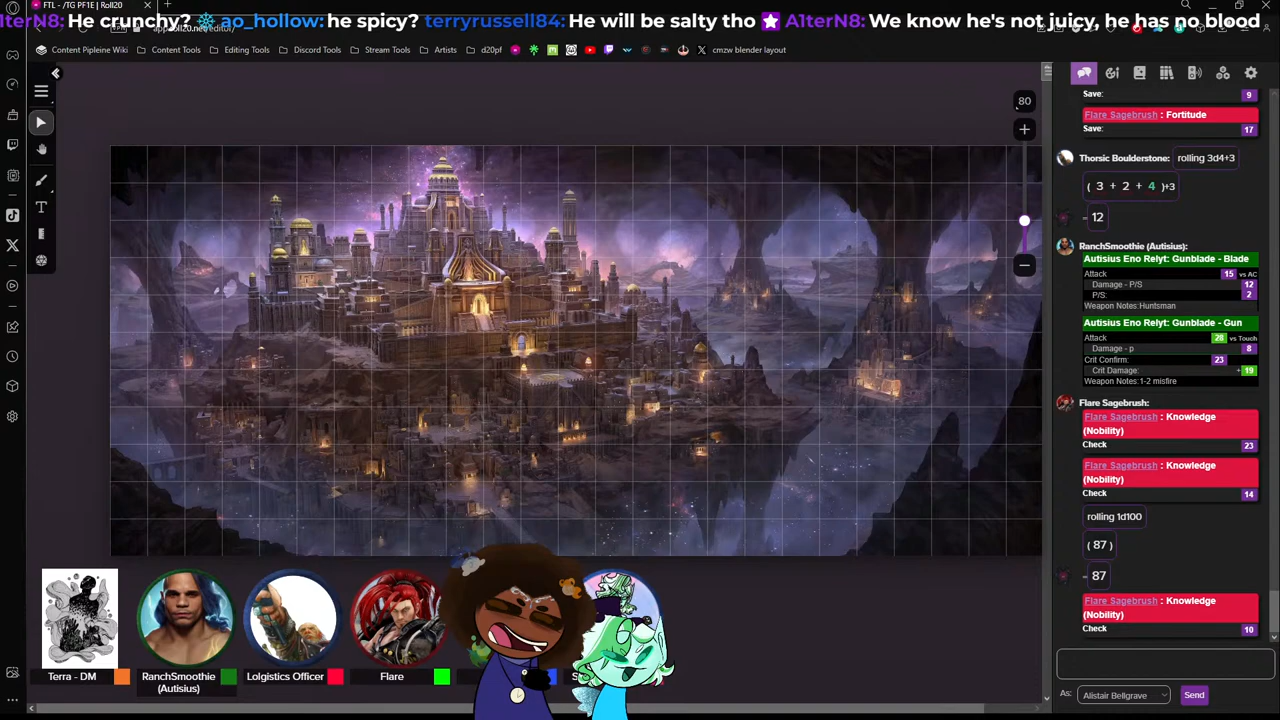 FTL - /TG PF1E | Roll20
He crunchy? ao_hollow: he spicy? terryrussell84: He will be salty tho A1terN8: We know he's not juicy, he has no blood
Content Pipleine Wiki Content Tools Editing Tools Discord Tools Stream Tools Artists d20pf cmzw blender layout
80
Save: 9
Flare Sagebrush : Fortitude
Save: 17
Thorsic Boulderstone: rolling 3d4+3
( 3 + 2 + 4 )+3
= 12
RanchSmoothie (Autisius):
Autisius Eno Relyt: Gunblade - Blade
Attack 15 vs AC
Damage - P/S 12
P/S: 2
Weapon Notes:Huntsman
Autisius Eno Relyt: Gunblade - Gun
Attack 28 vs Touch
Damage - p 8
Crit Confirm: 23
Crit Damage: + 19
Weapon Notes:1-2 misfire
Flare Sagebrush:
Flare Sagebrush : Knowledge
(Nobility)
Check 23
Flare Sagebrush : Knowledge
(Nobility)
Check 14
rolling 1d100
( 87 )
= 87
Flare Sagebrush : Knowledge
(Nobility)
Check 10
Terra - DM
RanchSmoothie
(Autisius)
Lolgistics Officer
Flare
As: Alistair Bellgrave Send